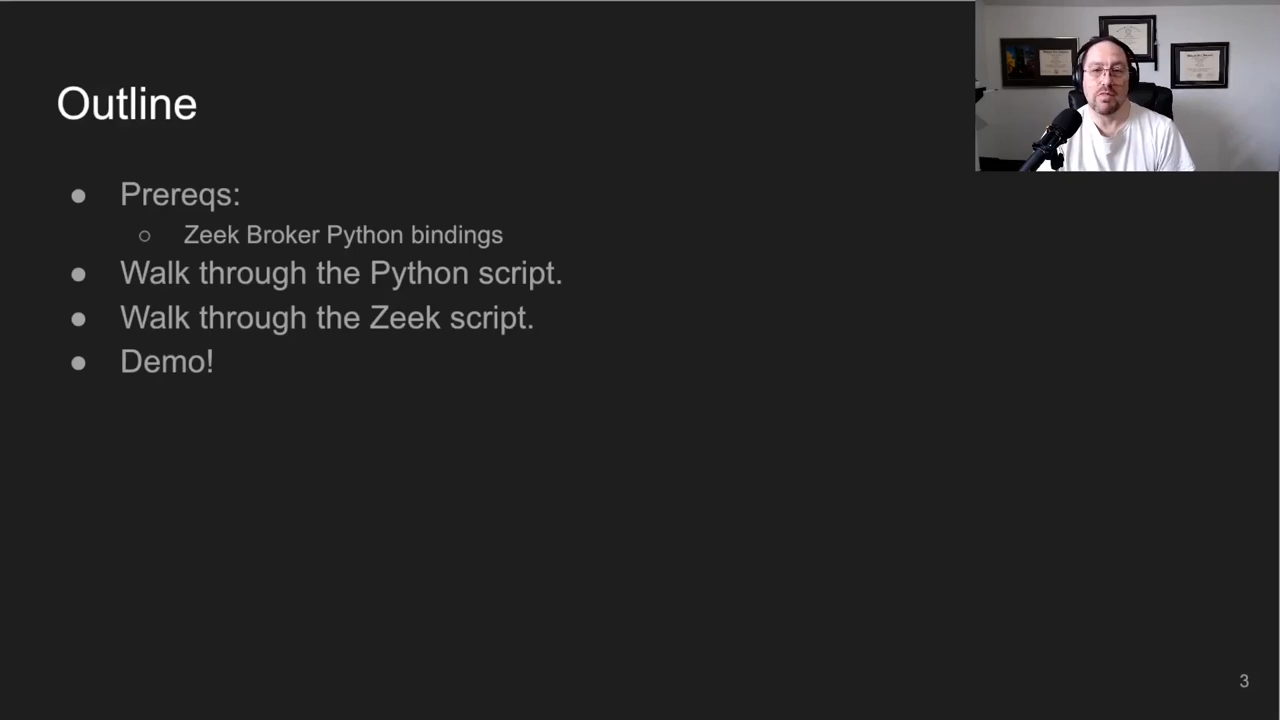 Outline
● Prereqs:
○ Zeek Broker Python bindings
● Walk through the Python script.
● Walk through the Zeek script.
● Demo!
3